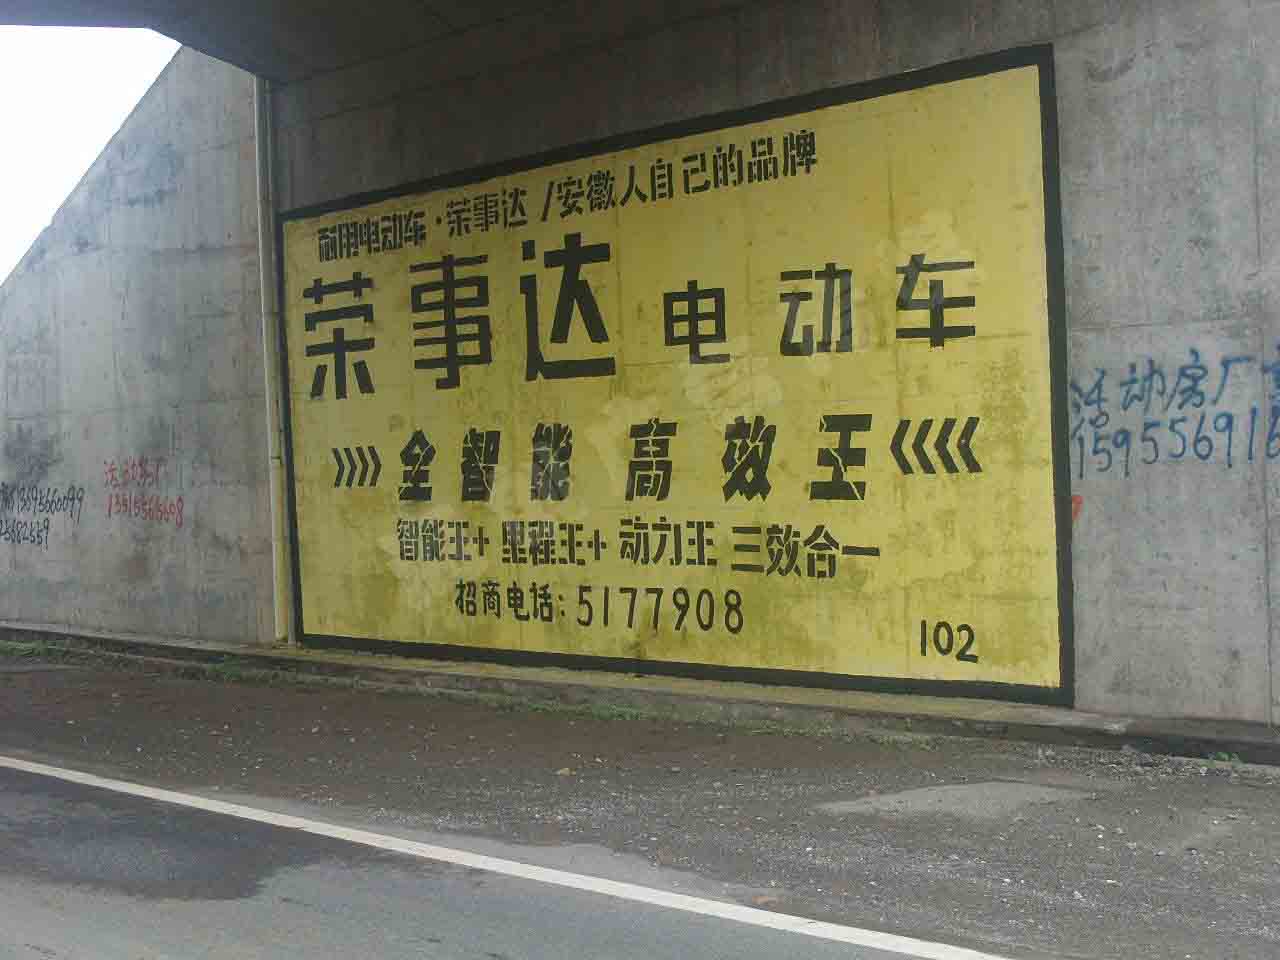 耐用电动车·荣事达/安徽人自己的品牌
荣事达电动车
全智能高效王
智能王+里程王+动力王三效合一
招商电话:5177908
102
活动房厂
159556916
13515565608
13695660099